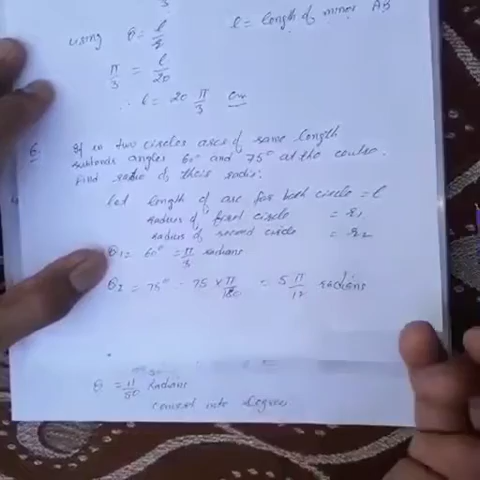 3
using θ = l/r l = length of minor AB
π/3 = l/20
∴ l = 20 π/3 cm
6. If in two circles arcs of same length
subtends angles 60° and 75° at the centre.
Find ratio of their radii.
let length of arc for both circle = l
radius of first circle = r₁
radius of second circle = r₂
θ₁ = 60° = π/3 radians
θ₂ = 75° = 75 × π/180 = 5 π/12 radians
θ = π/60 Radians
convert into Degree